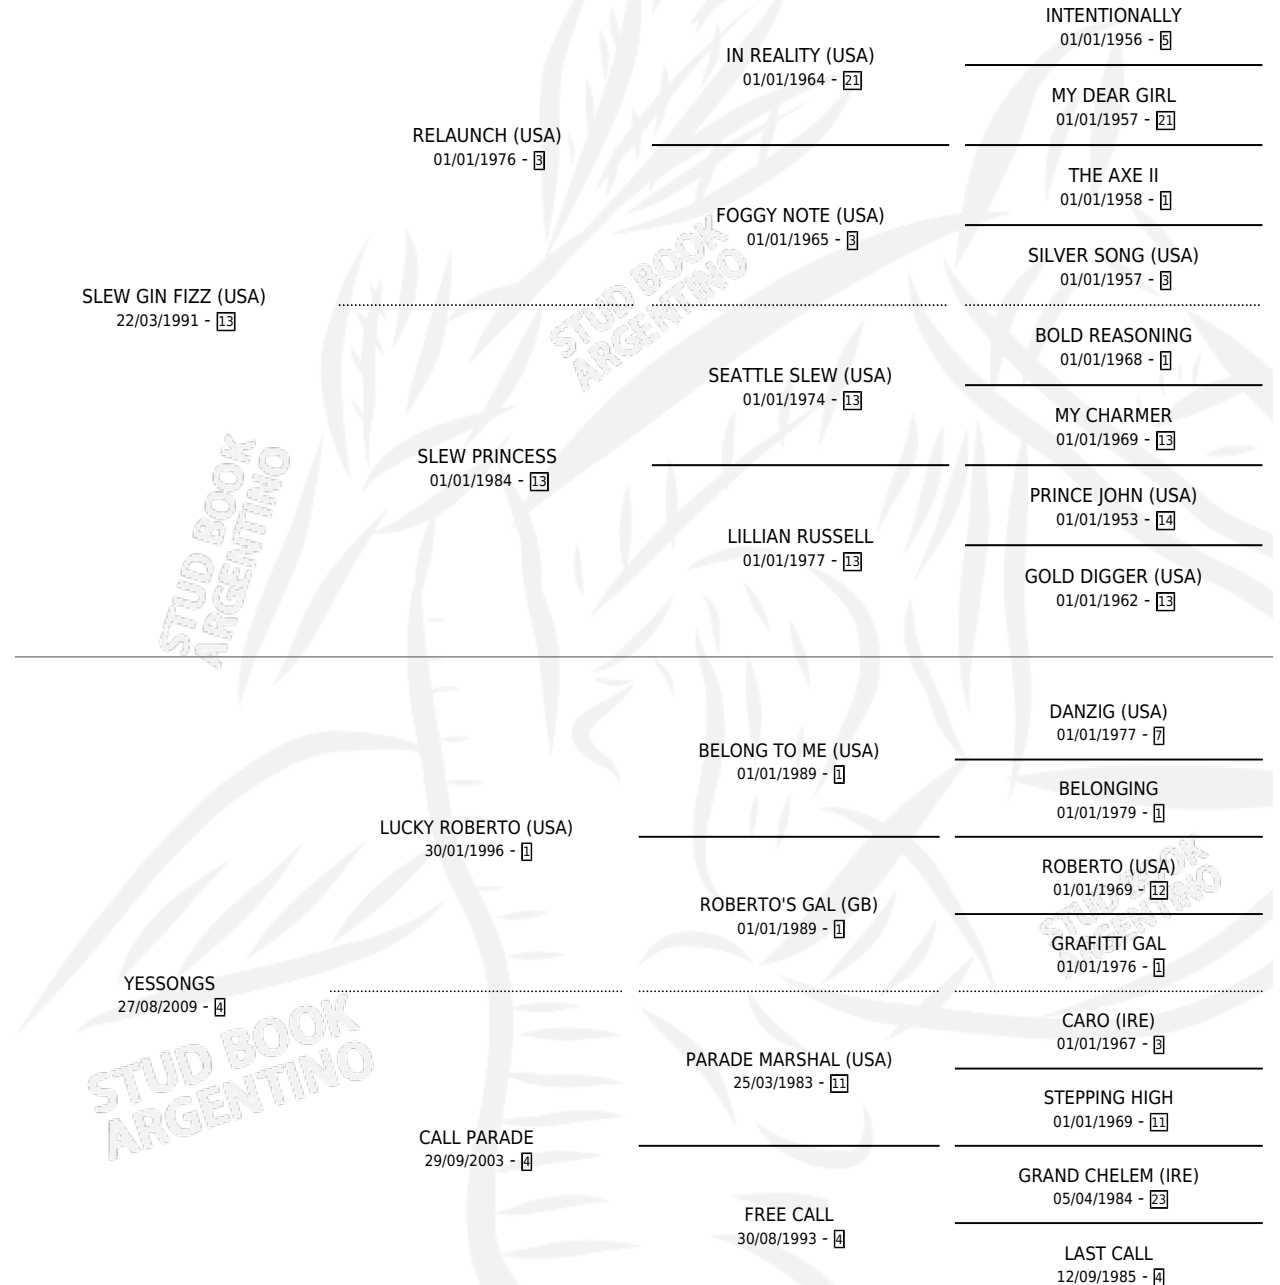 INTENTIONALLY
01/01/1956 - 5
IN REALITY (USA)
01/01/1964 - 21
MY DEAR GIRL
01/01/1957 - 21
RELAUNCH (USA)
01/01/1976 - 3
THE AXE II
01/01/1958 - 1
FOGGY NOTE (USA)
01/01/1965 - 3
SILVER SONG (USA)
01/01/1957 - 3
SLEW GIN FIZZ (USA)
22/03/1991 - 13
BOLD REASONING
01/01/1968 - 1
SEATTLE SLEW (USA)
01/01/1974 - 13
MY CHARMER
01/01/1969 - 13
SLEW PRINCESS
01/01/1984 - 13
PRINCE JOHN (USA)
01/01/1953 - 14
LILLIAN RUSSELL
01/01/1977 - 13
GOLD DIGGER (USA)
01/01/1962 - 13
STUD BOOK
ARGENTINO
STUD BOOK
ARGENTINO
DANZIG (USA)
01/01/1977 - 7
BELONG TO ME (USA)
01/01/1989 - 1
BELONGING
01/01/1979 - 1
LUCKY ROBERTO (USA)
30/01/1996 - 1
ROBERTO (USA)
01/01/1969 - 12
ROBERTO'S GAL (GB)
01/01/1989 - 1
GRAFITTI GAL
01/01/1976 - 1
YESSONGS
27/08/2009 - 4
CARO (IRE)
01/01/1967 - 3
PARADE MARSHAL (USA)
25/03/1983 - 11
STEPPING HIGH
01/01/1969 - 11
CALL PARADE
29/09/2003 - 4
GRAND CHELEM (IRE)
05/04/1984 - 23
FREE CALL
30/08/1993 - 4
LAST CALL
12/09/1985 - 4
STUD BOOK
ARGENTINO
STUD BOOK
ARGENTINO